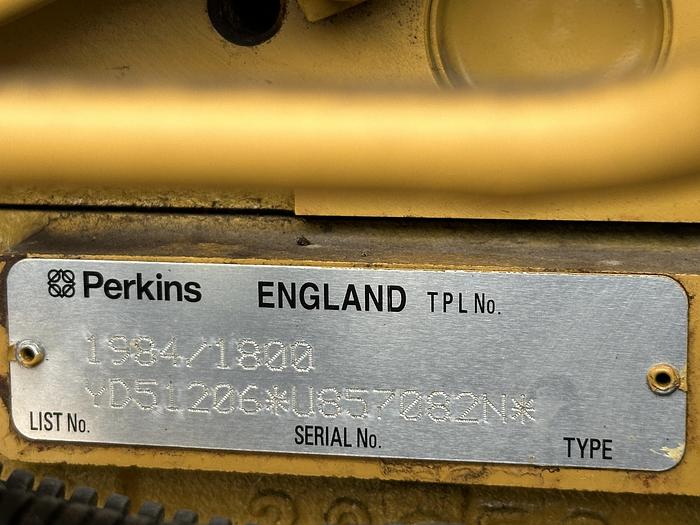 Perkins ENGLAND TPL No.
1984/1800
YD51206*U857082N*
LIST No. SERIAL No. TYPE